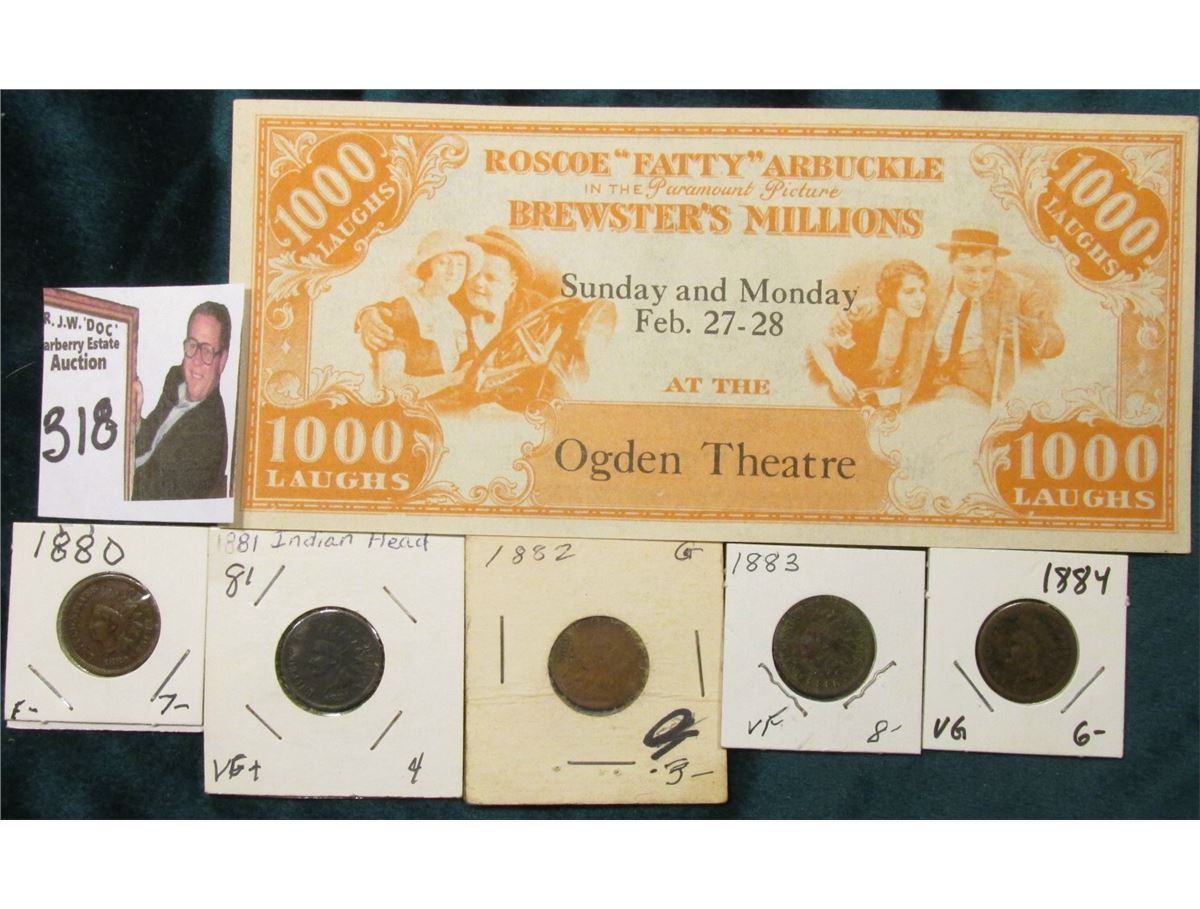 1000
LAUGHS
ROSCOE "FATTY" ARBUCKLE
IN THE Paramount Picture
BREWSTER'S MILLIONS
1000
LAUGHS
Sunday and Monday
Feb. 27-28
AT THE
Ogden Theatre
1000
LAUGHS
1000
LAUGHS
R. J.W. 'DOC'
arberry Estate
Auction
318
1880
F-
7-
1881 Indian Head
81
VG+
4
1882
G
3-
1883
VF
8-
1884
VG
6-